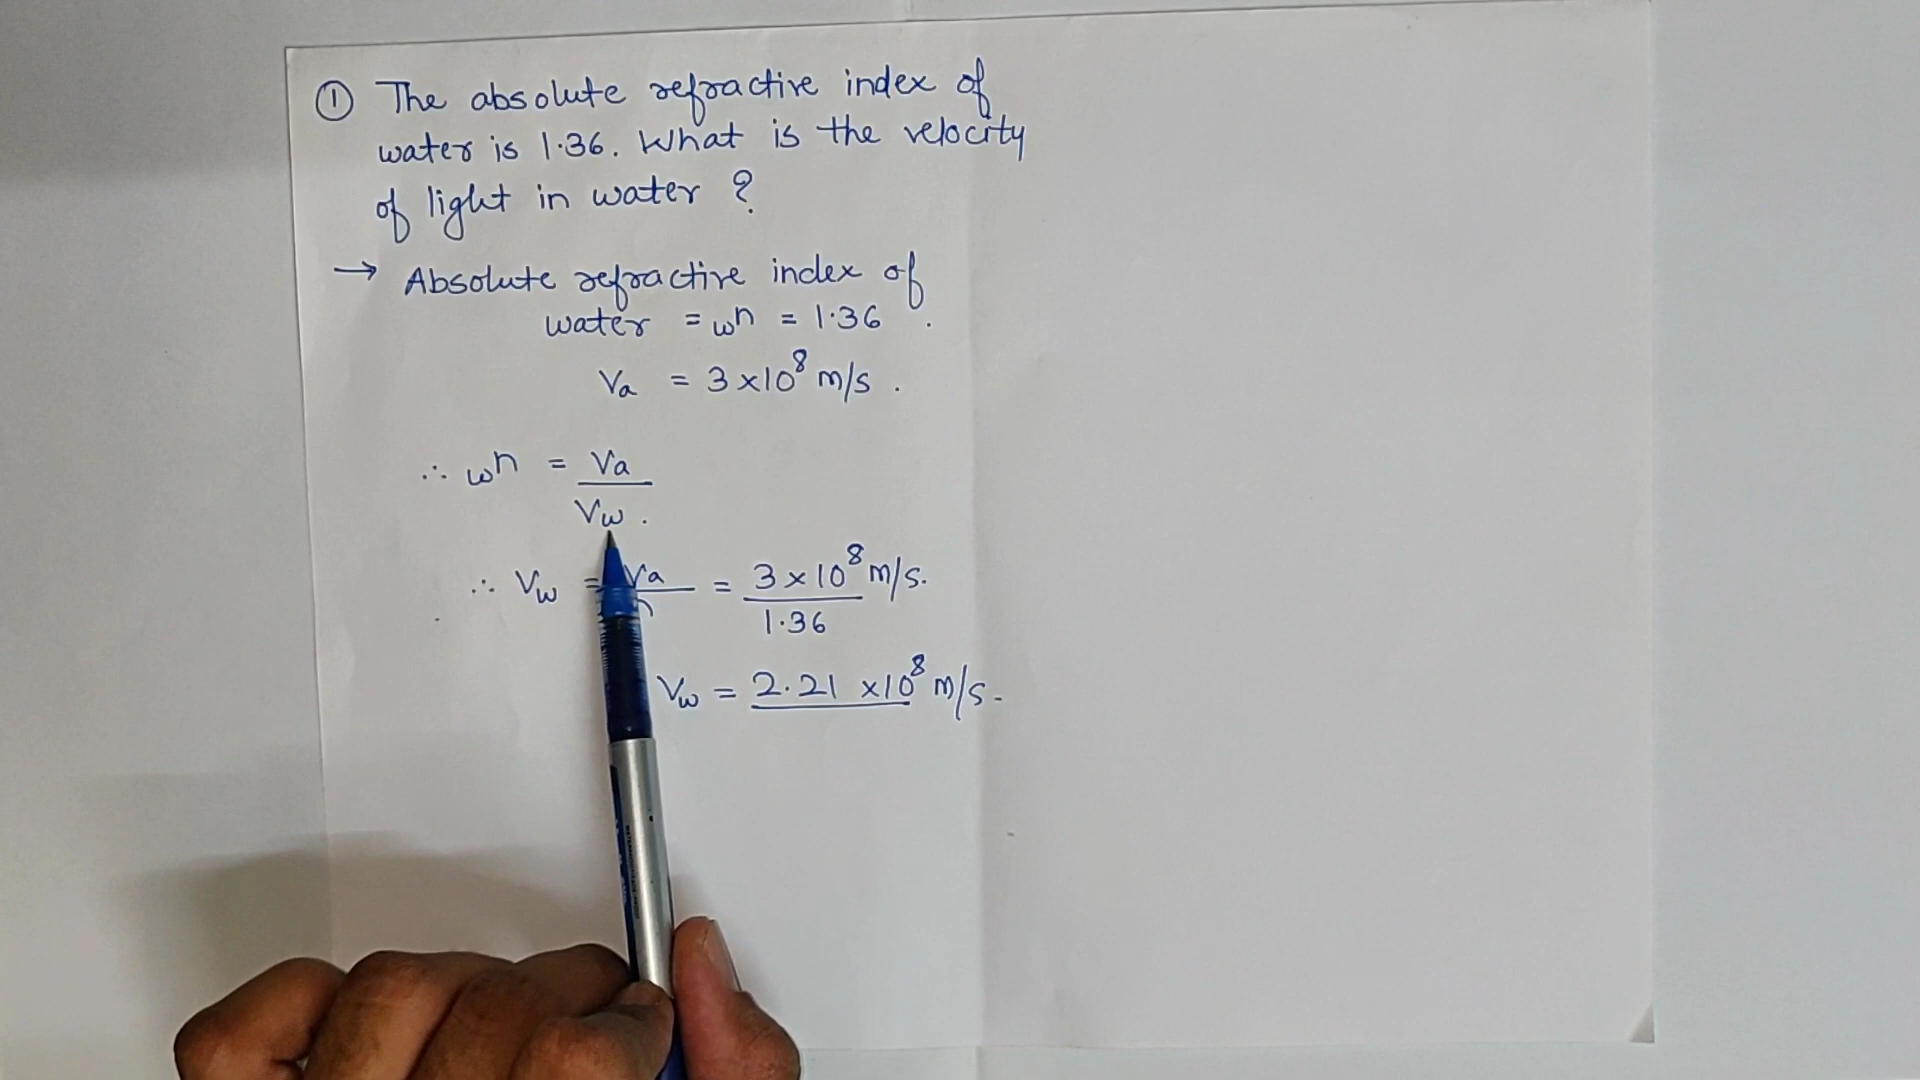 ① The absolute refractive index of
water is 1.36. What is the velocity
of light in water ?
→ Absolute refractive index of
water = wn = 1.36 .
Va = 3 × 10⁸ m/s .
∴ wn = Va / Vw .
∴ Vw = Va / n = 3 × 10⁸ m/s. / 1.36
Vw = 2.21 × 10⁸ m/s.